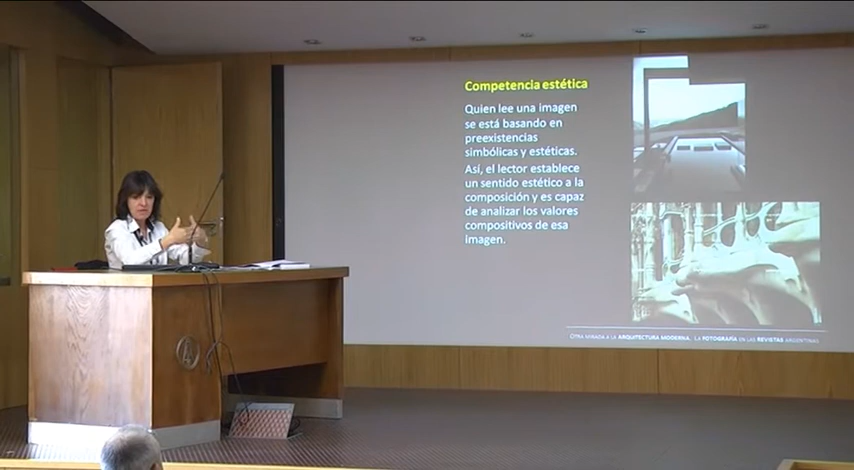 Competencia estética
Quien lee una imagen
se está basando en
preexistencias
simbólicas y estéticas.
Así, el lector establece
un sentido estético a la
composición y es capaz
de analizar los valores
compositivos de esa
imagen.
OTRA MIRADA A LA ARQUITECTURA MODERNA. LA FOTOGRAFÍA EN LAS REVISTAS ARGENTINAS